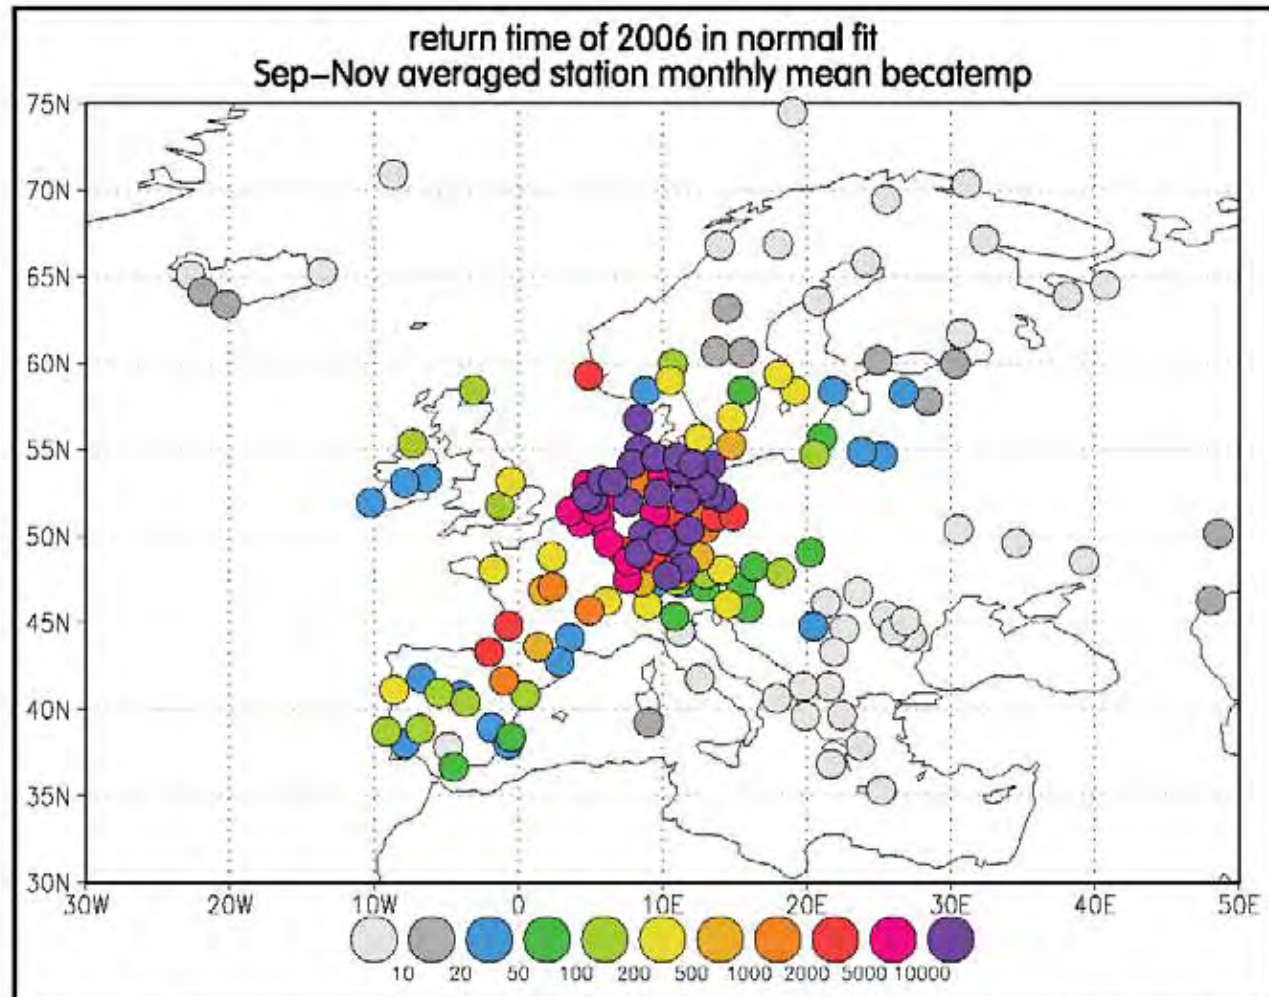 return time of 2006 in normal fit
Sep-Nov averaged station monthly mean becatemp
75N
70N
65N
60N
55N
50N
45N
40N
35N
30N
30W 20W 10W 0 10E 20E 30E 40E 50E
10 20 50 100 200 500 1000 2000 5000 10000